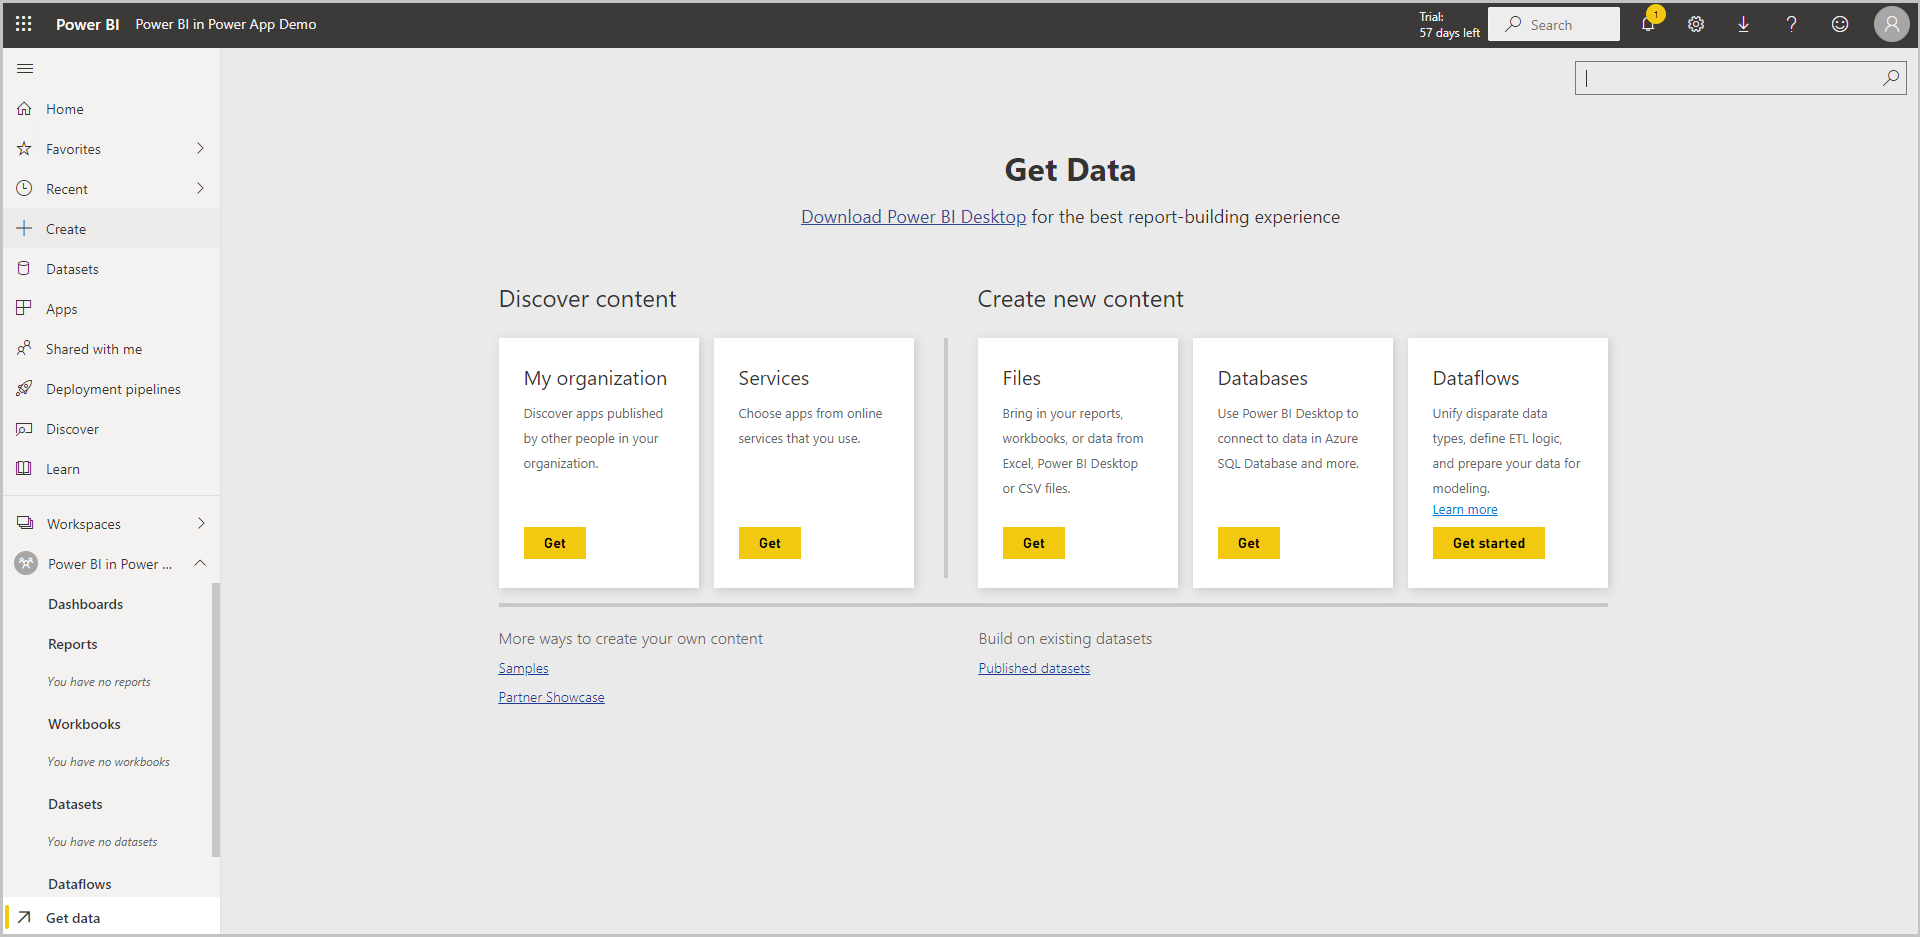 Power BI Power BI in Power App Demo
Trial:
57 days left
Search
1
Home
Favorites
Recent
Create
Datasets
Apps
Shared with me
Deployment pipelines
Discover
Learn
Workspaces
Power BI in Power ...
Dashboards
Reports
You have no reports
Workbooks
You have no workbooks
Datasets
You have no datasets
Dataflows
Get data
Get Data
Download Power BI Desktop for the best report-building experience
Discover content
My organization
Discover apps published
by other people in your
organization.
Get
Services
Choose apps from online
services that you use.
Get
Create new content
Files
Bring in your reports,
workbooks, or data from
Excel, Power BI Desktop
or CSV files.
Get
Databases
Use Power BI Desktop to
connect to data in Azure
SQL Database and more.
Get
Dataflows
Unify disparate data
types, define ETL logic,
and prepare your data for
modeling.
Learn more
Get started
More ways to create your own content
Samples
Partner Showcase
Build on existing datasets
Published datasets